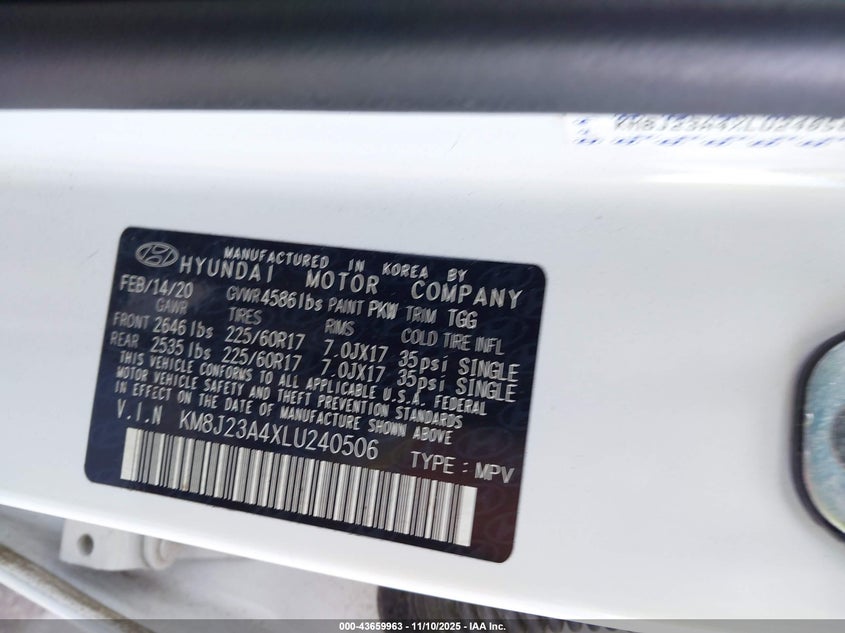 KM8J23A4XLU24050
MANUFACTURED IN KOREA BY
HYUNDAI MOTOR COMPANY
FEB/14/20 GVWR 4586lbs PAINT PKW TRIM TGG
GAWR TIRES RIMS COLD TIRE INFL
FRONT 2646 lbs 225/60R17 7.0JX17 35psi SINGLE
REAR 2535 lbs 225/60R17 7.0JX17 35psi SINGLE
THIS VEHICLE CONFORMS TO ALL APPLICABLE U.S.A. FEDERAL
MOTOR VEHICLE SAFETY AND THEFT PREVENTION STANDARDS
IN EFFECT ON THE DATE OF MANUFACTURE SHOWN ABOVE
V.I.N KM8J23A4XLU240506
TYPE : MPV
000-43659963 - 11/10/2025 - IAA Inc.